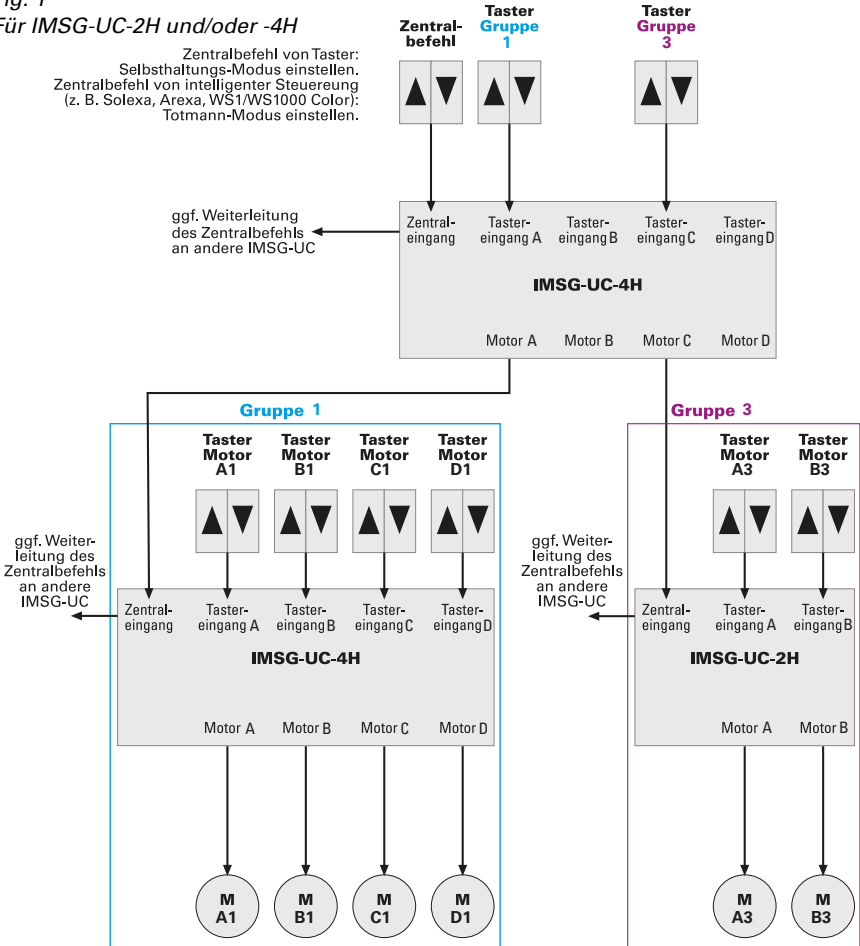 Fig. 1
Für IMSG-UC-2H und/oder -4H
Zentralbefehl von Taster:
Selbsthaltungs-Modus einstellen.
Zentralbefehl von intelligenter Steuereung
(z. B. Solexa, Arexa, WS1/WS1000 Color):
Totmann-Modus einstellen.
Zentral-
befehl
Taster
Gruppe
1
Taster
Gruppe
3
ggf. Weiterleitung
des Zentralbefehls
an andere IMSG-UC
Zentral-
eingang
Taster-
eingang A
Taster-
eingang B
Taster-
eingang C
Taster-
eingang D
IMSG-UC-4H
Motor A
Motor B
Motor C
Motor D
Gruppe 1
Taster
Motor
A1
Taster
Motor
B1
Taster
Motor
C1
Taster
Motor
D1
ggf. Weiter-
leitung des
Zentralbefehls
an andere
IMSG-UC
Zentral-
eingang
Taster-
eingang A
Taster-
eingang B
Taster-
eingang C
Taster-
eingang D
IMSG-UC-4H
Motor A
Motor B
Motor C
Motor D
M
A1
M
B1
M
C1
M
D1
Gruppe 3
Taster
Motor
A3
Taster
Motor
B3
ggf. Weiter-
leitung des
Zentralbefehls
an andere
IMSG-UC
Zentral-
eingang
Taster-
eingang A
Taster-
eingang B
IMSG-UC-2H
Motor A
Motor B
M
A3
M
B3